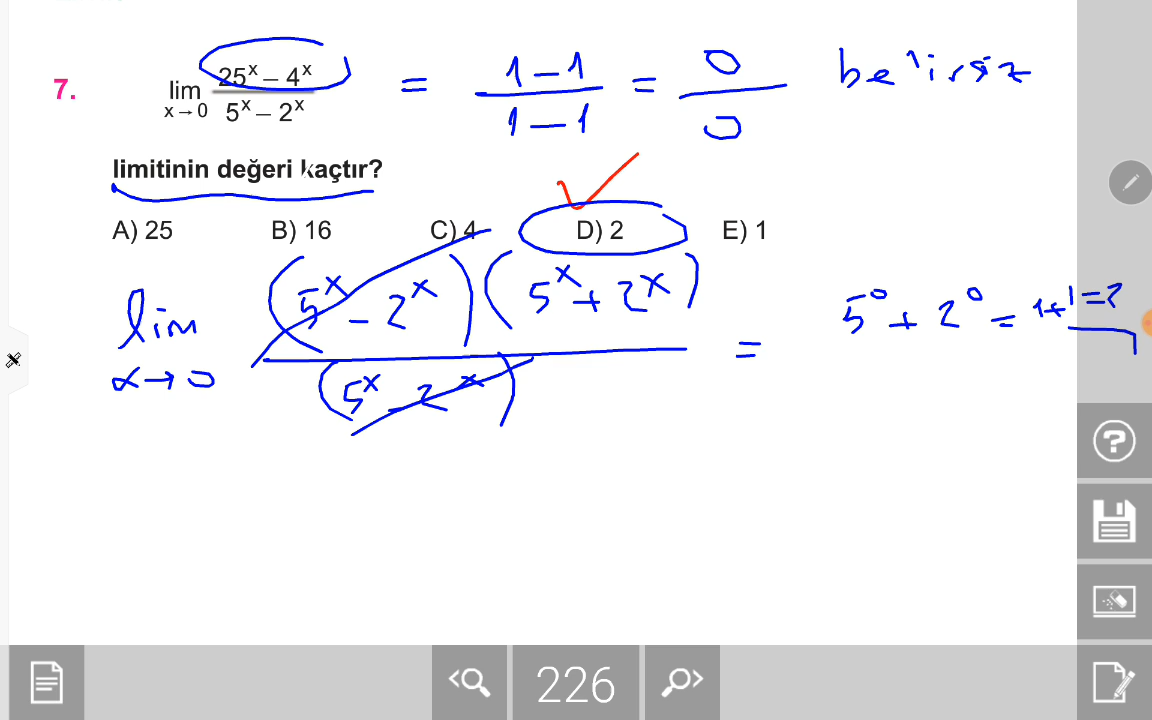 7. lim x→0 25ˣ – 4ˣ / 5ˣ – 2ˣ = 1–1 / 1–1 = 0 / 0 belirsiz
limitinin değeri kaçtır?
A) 25 B) 16 C) 4 D) 2 E) 1
lim x→0 (5ˣ – 2ˣ) (5ˣ + 2ˣ) / (5ˣ – 2ˣ) = 5⁰ + 2⁰ = 1+1 = 2
226